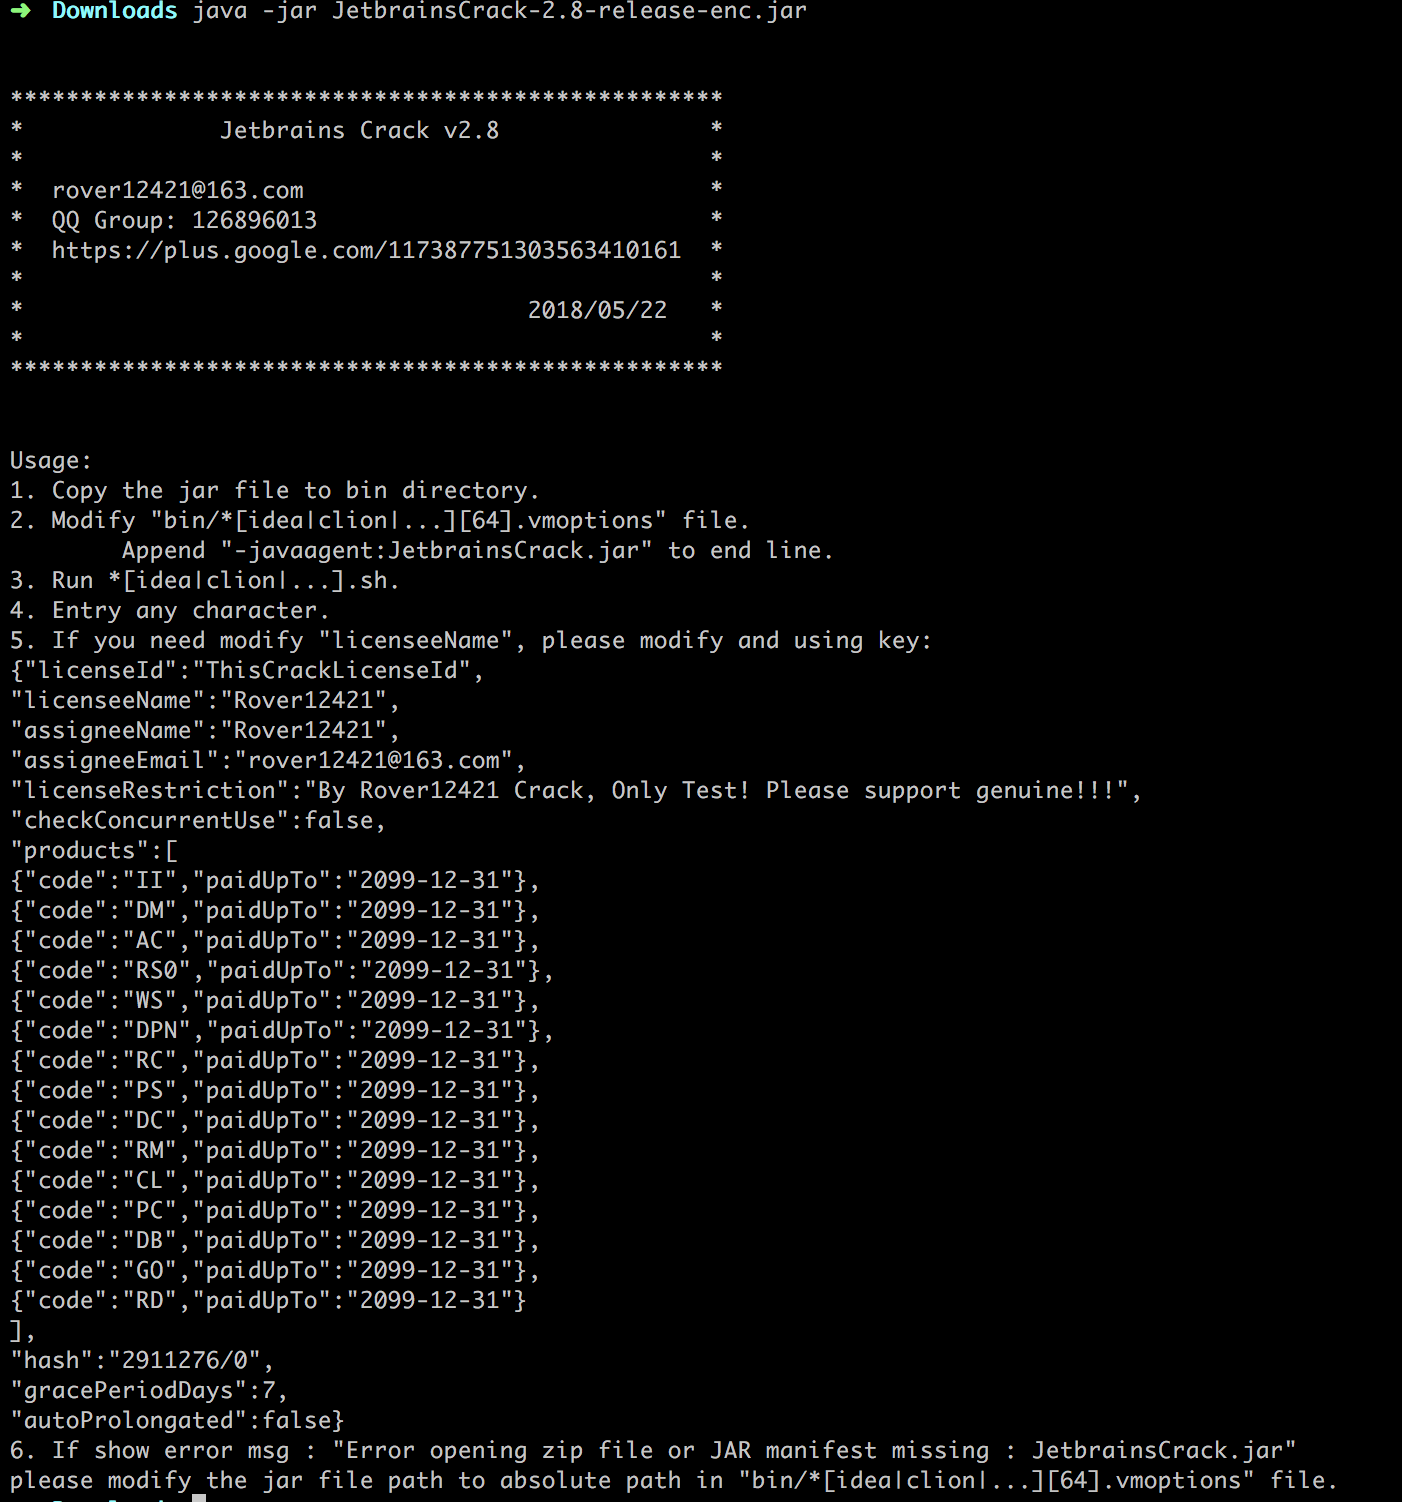 ➜  Downloads java -jar JetbrainsCrack-2.8-release-enc.jar
***************************************************
*              Jetbrains Crack v2.8               *
*                                                 *
*  rover12421@163.com                             *
*  QQ Group: 126896013                            *
*  https://plus.google.com/117387751303563410161  *
*                                                 *
*                                    2018/05/22   *
*                                                 *
***************************************************
Usage:
1. Copy the jar file to bin directory.
2. Modify "bin/*[idea|clion|...][64].vmoptions" file.
        Append "-javaagent:JetbrainsCrack.jar" to end line.
3. Run *[idea|clion|...].sh.
4. Entry any character.
5. If you need modify "licenseeName", please modify and using key:
{"licenseId":"ThisCrackLicenseId",
"licenseeName":"Rover12421",
"assigneeName":"Rover12421",
"assigneeEmail":"rover12421@163.com",
"licenseRestriction":"By Rover12421 Crack, Only Test! Please support genuine!!!",
"checkConcurrentUse":false,
"products":[
{"code":"II","paidUpTo":"2099-12-31"},
{"code":"DM","paidUpTo":"2099-12-31"},
{"code":"AC","paidUpTo":"2099-12-31"},
{"code":"RS0","paidUpTo":"2099-12-31"},
{"code":"WS","paidUpTo":"2099-12-31"},
{"code":"DPN","paidUpTo":"2099-12-31"},
{"code":"RC","paidUpTo":"2099-12-31"},
{"code":"PS","paidUpTo":"2099-12-31"},
{"code":"DC","paidUpTo":"2099-12-31"},
{"code":"RM","paidUpTo":"2099-12-31"},
{"code":"CL","paidUpTo":"2099-12-31"},
{"code":"PC","paidUpTo":"2099-12-31"},
{"code":"DB","paidUpTo":"2099-12-31"},
{"code":"GO","paidUpTo":"2099-12-31"},
{"code":"RD","paidUpTo":"2099-12-31"}
],
"hash":"2911276/0",
"gracePeriodDays":7,
"autoProlongated":false}
6. If show error msg : "Error opening zip file or JAR manifest missing : JetbrainsCrack.jar"
please modify the jar file path to absolute path in "bin/*[idea|clion|...][64].vmoptions" file.